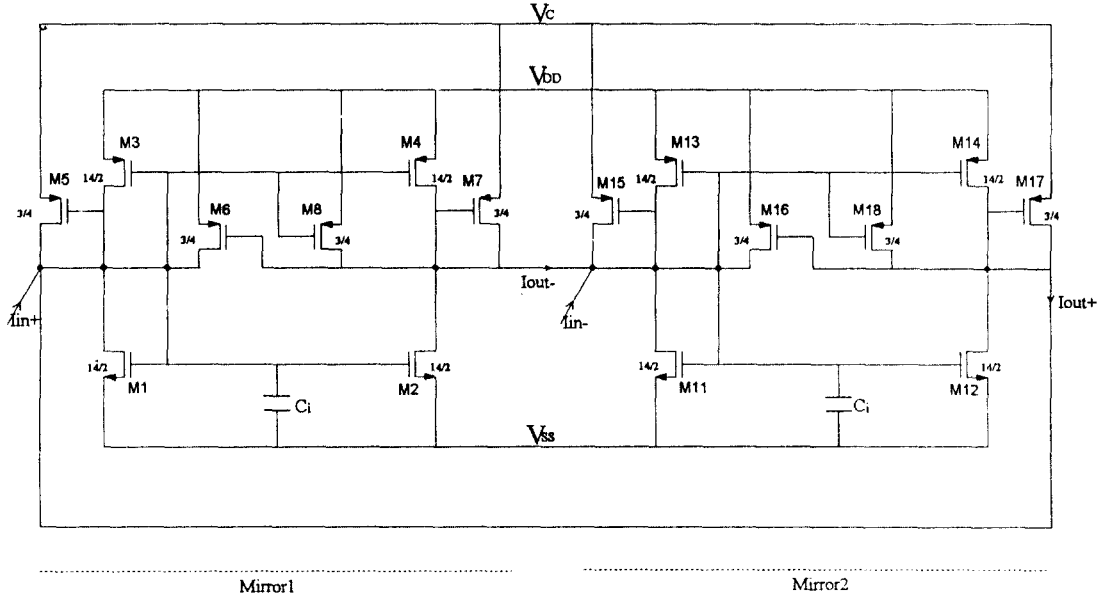 VC
VDD
M3
M4
M13
M14
14/2
14/2
14/2
14/2
M5
M7
M15
M17
M6
M8
M16
M18
3/4
3/4
3/4
3/4
3/4
3/4
3/4
3/4
Iin+
Iout-
Iin-
Iout+
14/2
14/2
14/2
14/2
M1
M2
M11
M12
Ci
Ci
VSS
Mirror1
Mirror2